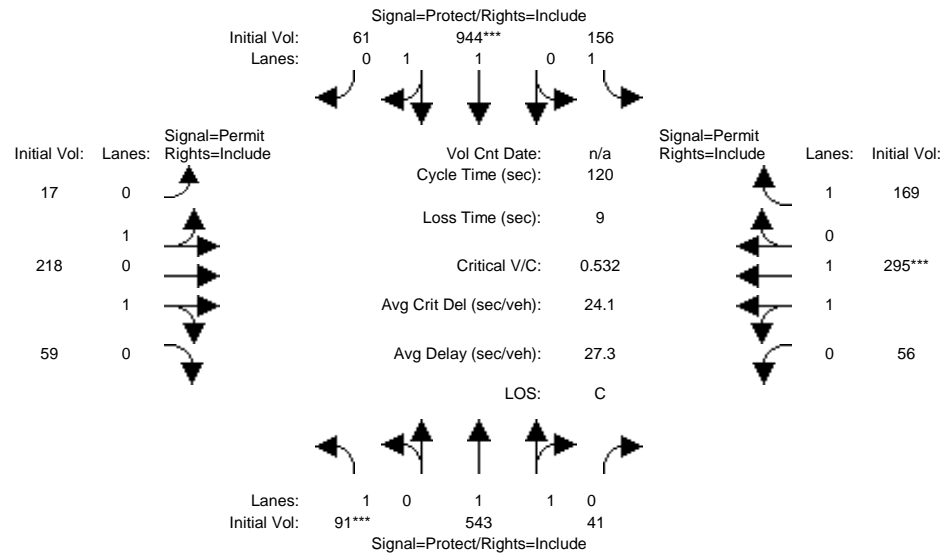 Signal=Protect/Rights=Include
Initial Vol: 61 944*** 156
Lanes: 0 1 1 0 1
Signal=Permit Signal=Permit
Initial Vol: Lanes: Rights=Include Vol Cnt Date: n/a Rights=Include Lanes: Initial Vol:
Cycle Time (sec): 120
17 0 1 169
Loss Time (sec): 9
1 0
218 0 Critical V/C: 0.532 1 295***
1 Avg Crit Del (sec/veh): 24.1 1
59 0 Avg Delay (sec/veh): 27.3 0 56
LOS: C
Lanes: 1 0 1 1 0
Initial Vol: 91*** 543 41
Signal=Protect/Rights=Include